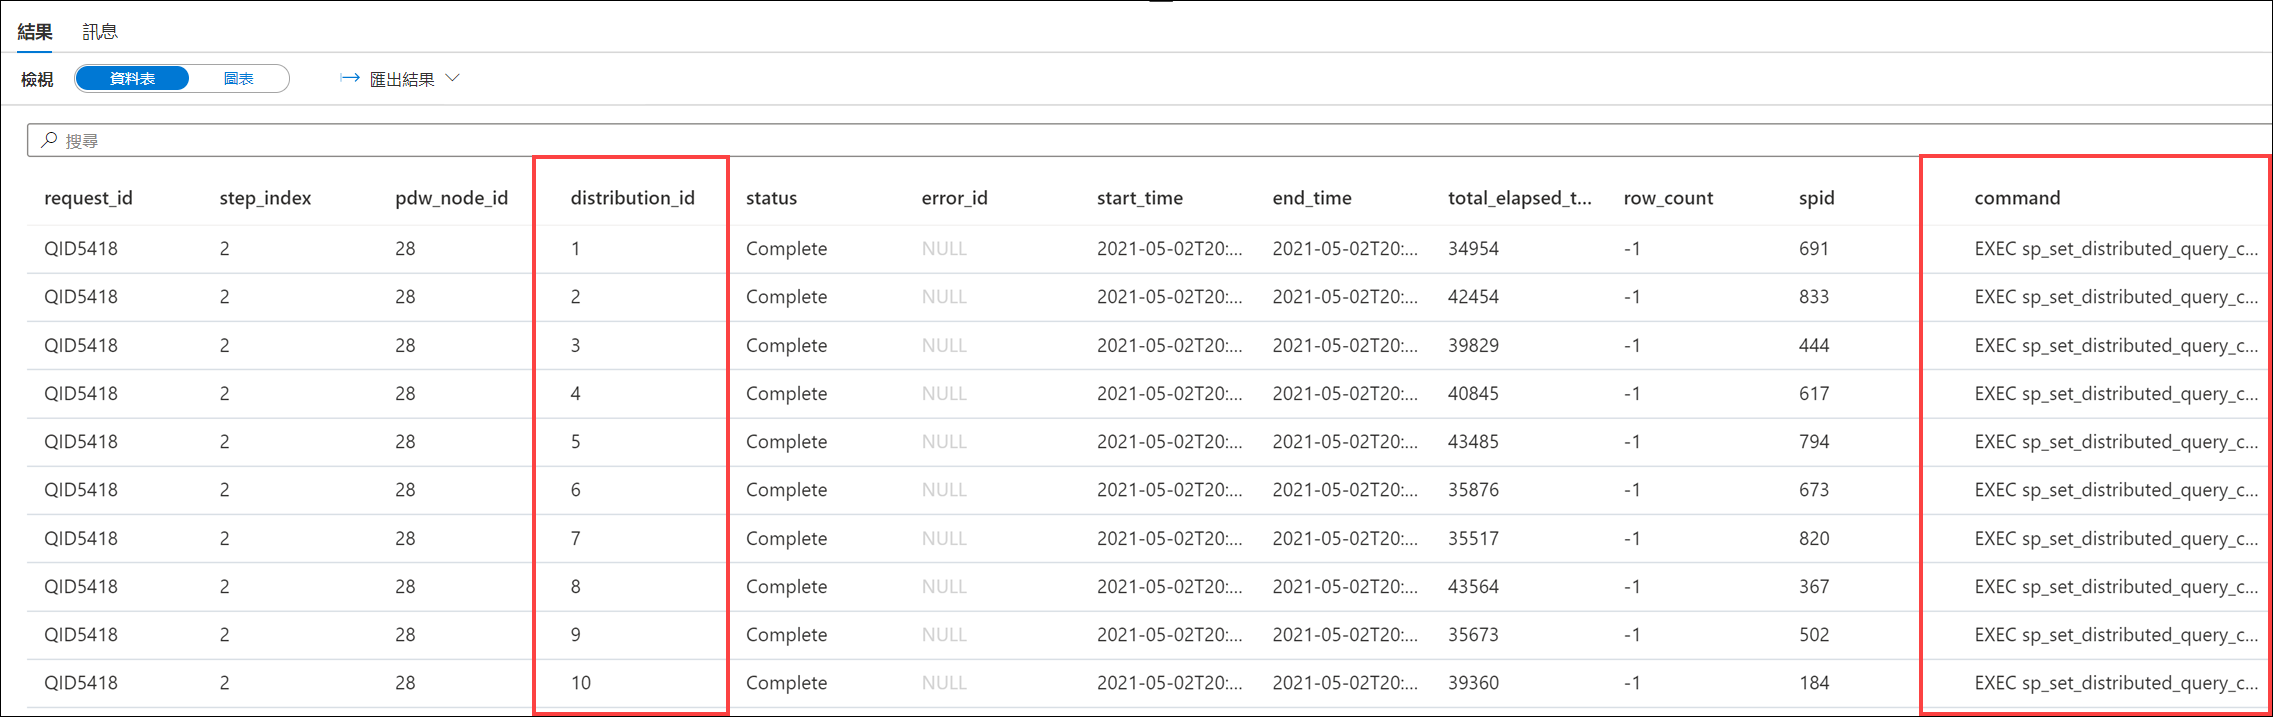 結果 訊息
檢視 資料表 圖表 匯出結果
搜尋
request_id step_index pdw_node_id distribution_id status error_id start_time end_time total_elapsed_t... row_count spid command
QID5418 2 28 1 Complete NULL 2021-05-02T20:... 2021-05-02T20:... 34954 -1 691 EXEC sp_set_distributed_query_c...
QID5418 2 28 2 Complete NULL 2021-05-02T20:... 2021-05-02T20:... 42454 -1 833 EXEC sp_set_distributed_query_c...
QID5418 2 28 3 Complete NULL 2021-05-02T20:... 2021-05-02T20:... 39829 -1 444 EXEC sp_set_distributed_query_c...
QID5418 2 28 4 Complete NULL 2021-05-02T20:... 2021-05-02T20:... 40845 -1 617 EXEC sp_set_distributed_query_c...
QID5418 2 28 5 Complete NULL 2021-05-02T20:... 2021-05-02T20:... 43485 -1 794 EXEC sp_set_distributed_query_c...
QID5418 2 28 6 Complete NULL 2021-05-02T20:... 2021-05-02T20:... 35876 -1 673 EXEC sp_set_distributed_query_c...
QID5418 2 28 7 Complete NULL 2021-05-02T20:... 2021-05-02T20:... 35517 -1 820 EXEC sp_set_distributed_query_c...
QID5418 2 28 8 Complete NULL 2021-05-02T20:... 2021-05-02T20:... 43564 -1 367 EXEC sp_set_distributed_query_c...
QID5418 2 28 9 Complete NULL 2021-05-02T20:... 2021-05-02T20:... 35673 -1 502 EXEC sp_set_distributed_query_c...
QID5418 2 28 10 Complete NULL 2021-05-02T20:... 2021-05-02T20:... 39360 -1 184 EXEC sp_set_distributed_query_c...